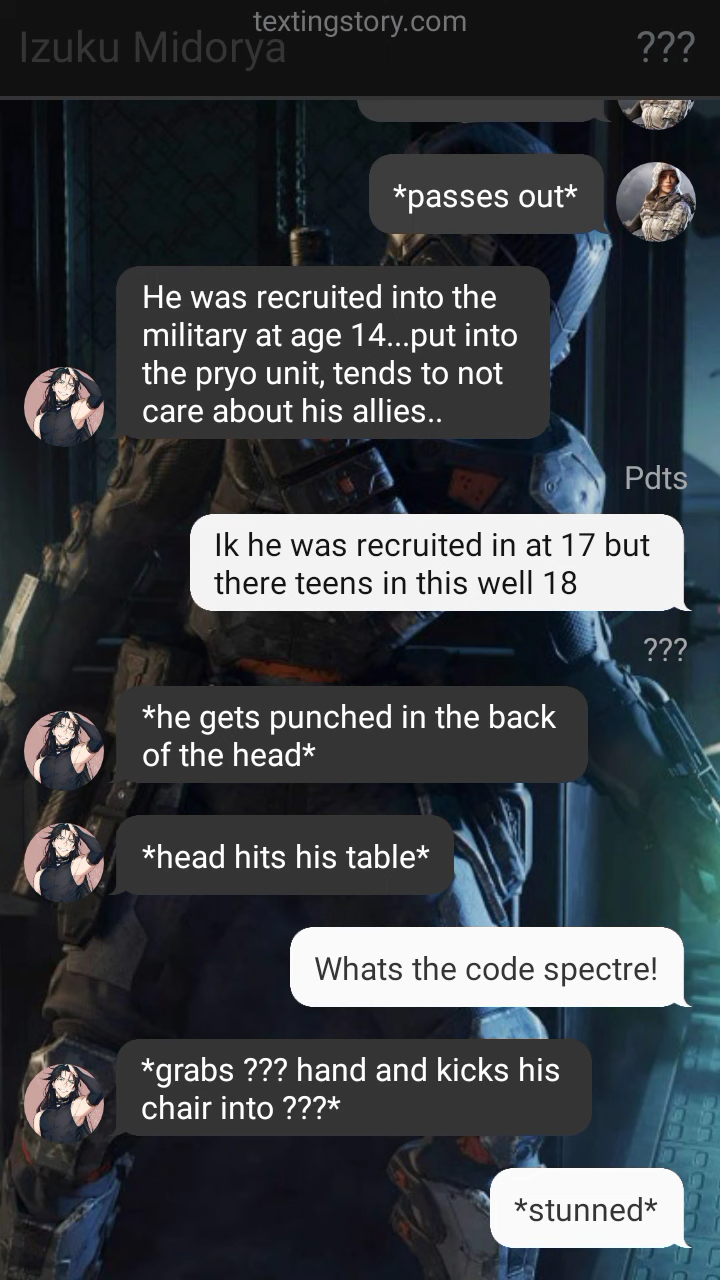 textingstory.com
Izuku Midorya
???
*passes out*
He was recruited into the
military at age 14...put into
the pryo unit, tends to not
care about his allies..
Pdts
Ik he was recruited in at 17 but
there teens in this well 18
???
*he gets punched in the back
of the head*
*head hits his table*
Whats the code spectre!
*grabs ??? hand and kicks his
chair into ???*
*stunned*